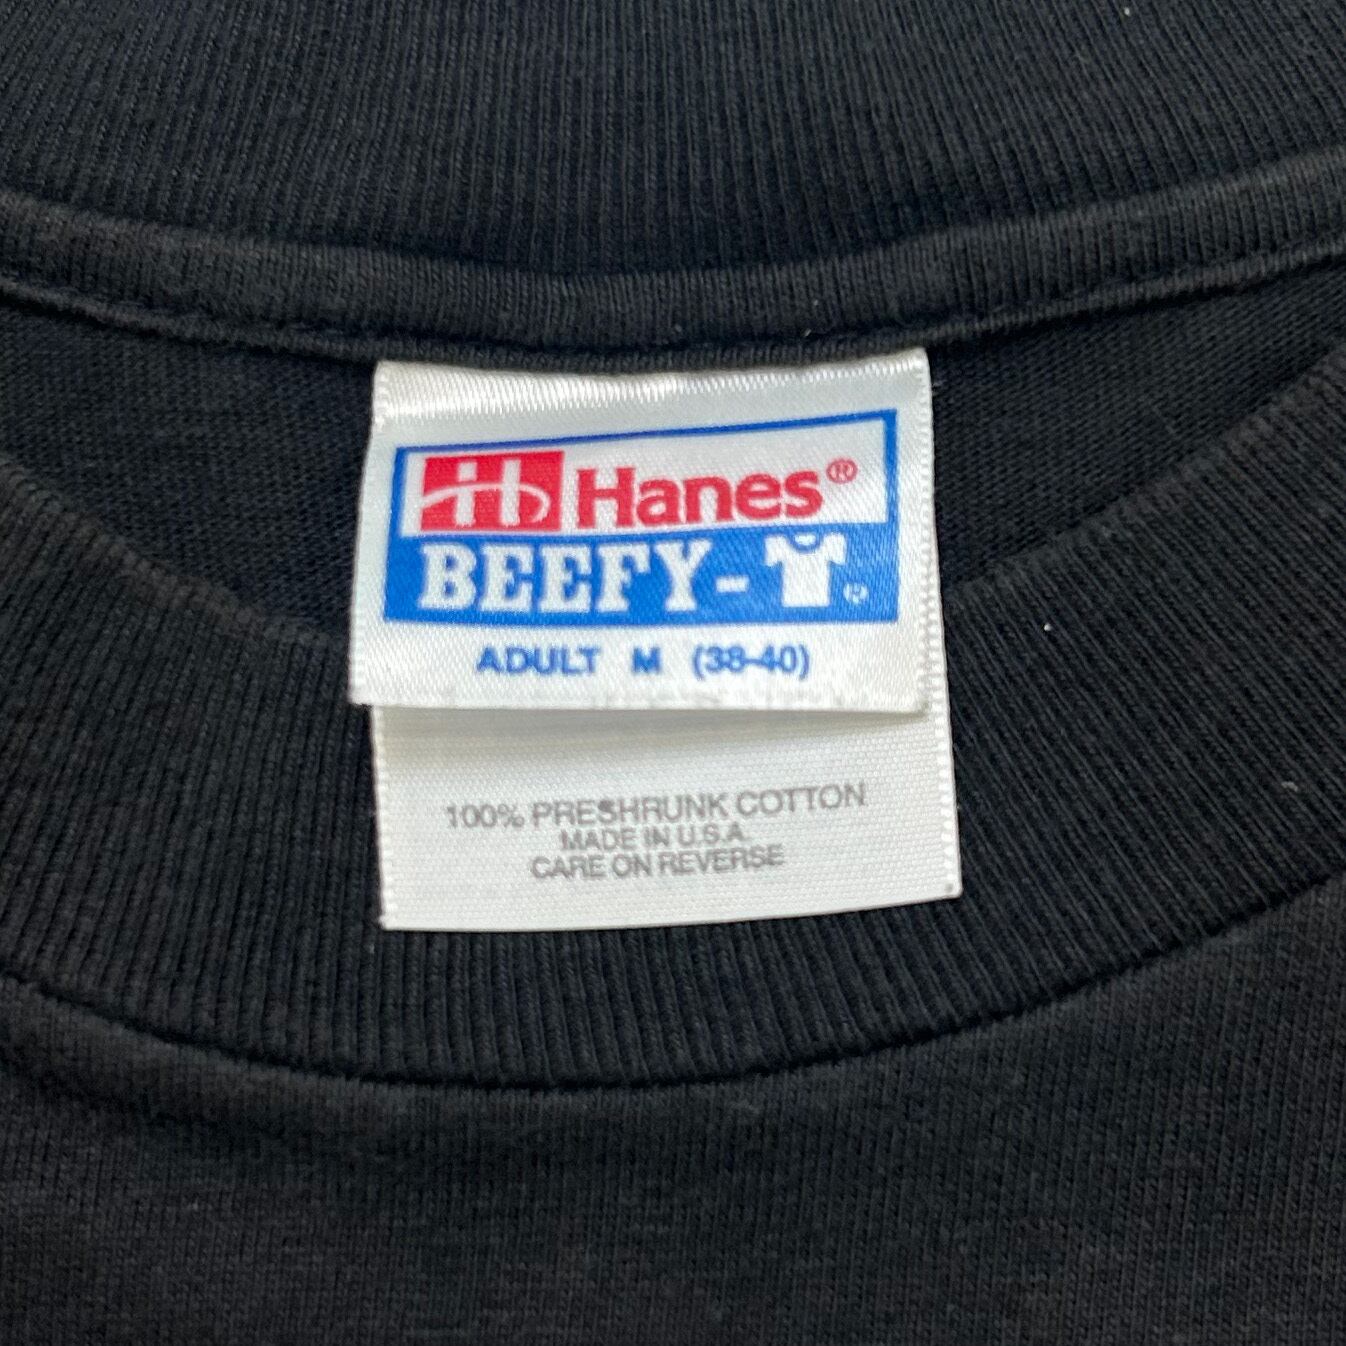 Hanes®
BEEFY-T®
ADULT M (38-40)
100% PRESHRUNK COTTON
MADE IN U.S.A.
CARE ON REVERSE